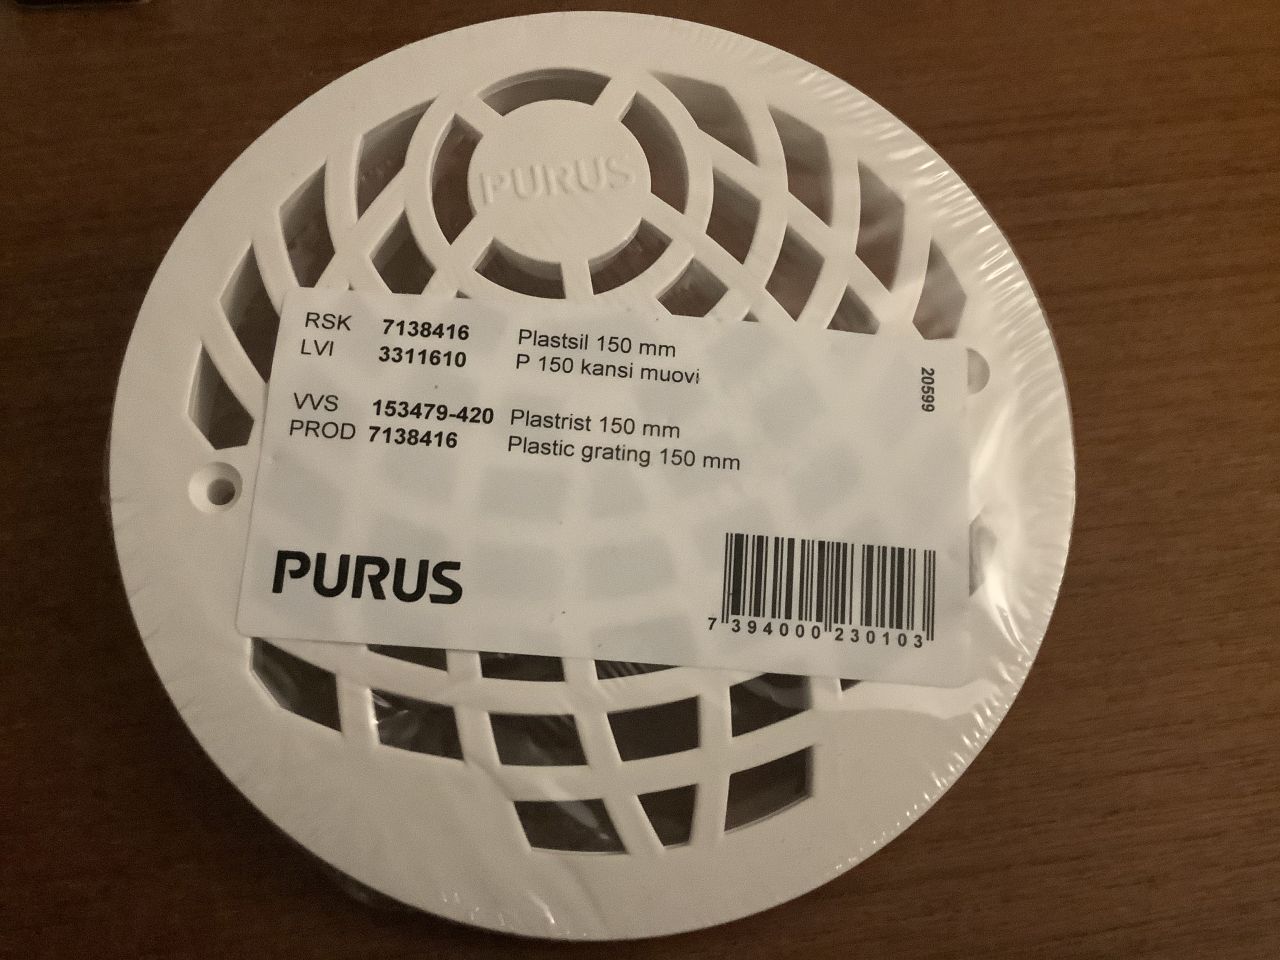 PURUS
RSK 7138416 Plastsil 150 mm
LVI 3311610 P 150 kansi muovi
VVS 153479-420 Plastrist 150 mm
PROD 7138416 Plastic grating 150 mm
20599
PURUS
7 394000 230103